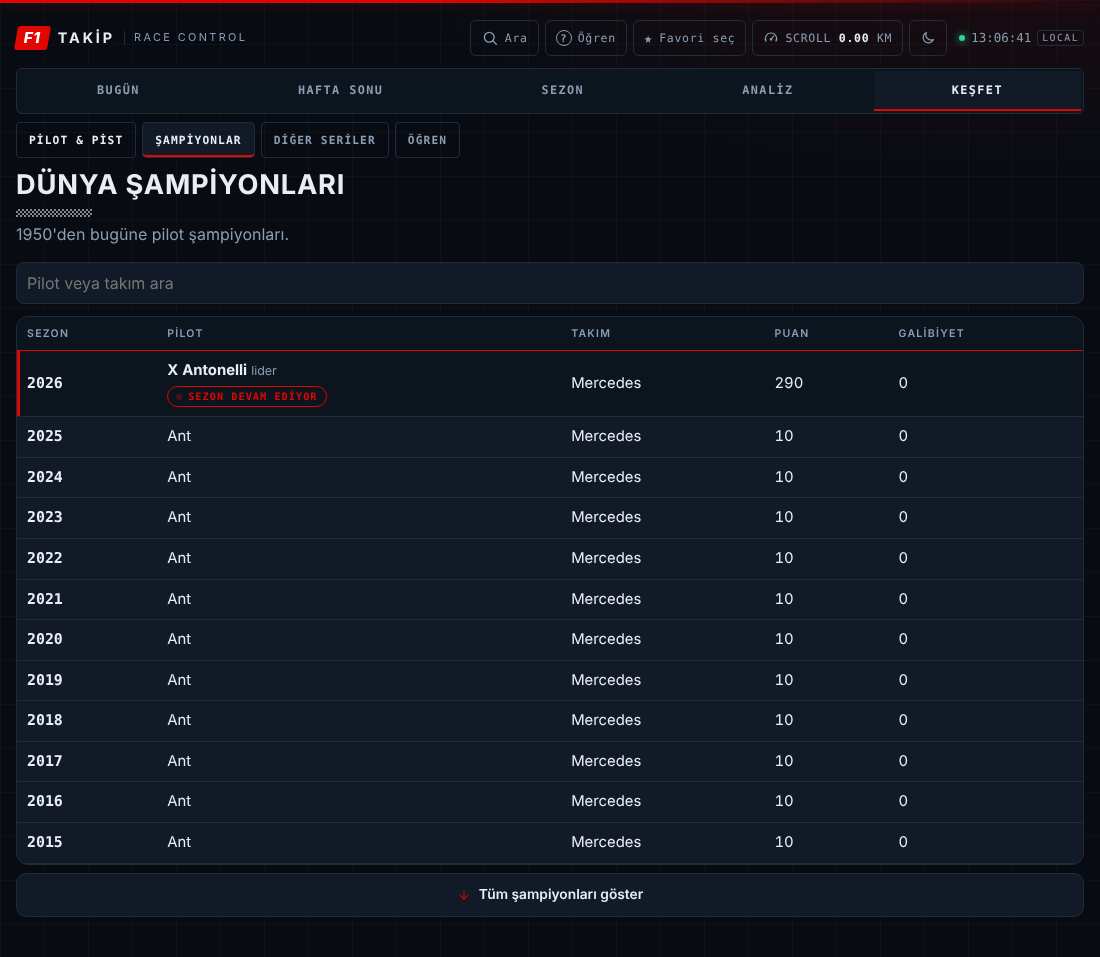 F1 TAKİP RACE CONTROL Ara ? Öğren ★ Favori seç SCROLL 0.00 KM 13:06:41 LOCAL
BUGÜN HAFTA SONU SEZON ANALİZ KEŞFET
PİLOT & PİST ŞAMPİYONLAR DİĞER SERİLER ÖĞREN
DÜNYA ŞAMPİYONLARI
1950'den bugüne pilot şampiyonları.
Pilot veya takım ara
SEZON PİLOT TAKIM PUAN GALİBİYET
2026 X Antonelli lider Mercedes 290 0
SEZON DEVAM EDİYOR
2025 Ant Mercedes 10 0
2024 Ant Mercedes 10 0
2023 Ant Mercedes 10 0
2022 Ant Mercedes 10 0
2021 Ant Mercedes 10 0
2020 Ant Mercedes 10 0
2019 Ant Mercedes 10 0
2018 Ant Mercedes 10 0
2017 Ant Mercedes 10 0
2016 Ant Mercedes 10 0
2015 Ant Mercedes 10 0
↓ Tüm şampiyonları göster